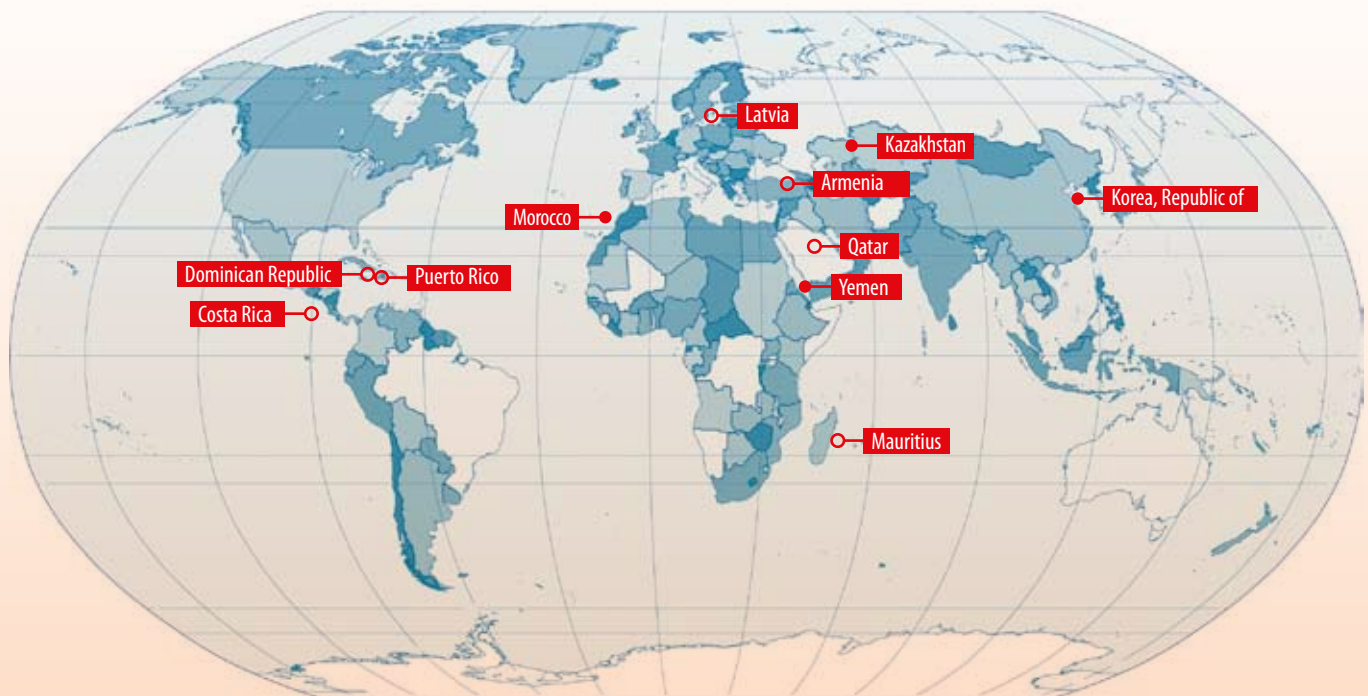 Latvia
Kazakhstan
Armenia
Korea, Republic of
Morocco
Qatar
Dominican Republic
Puerto Rico
Yemen
Costa Rica
Mauritius